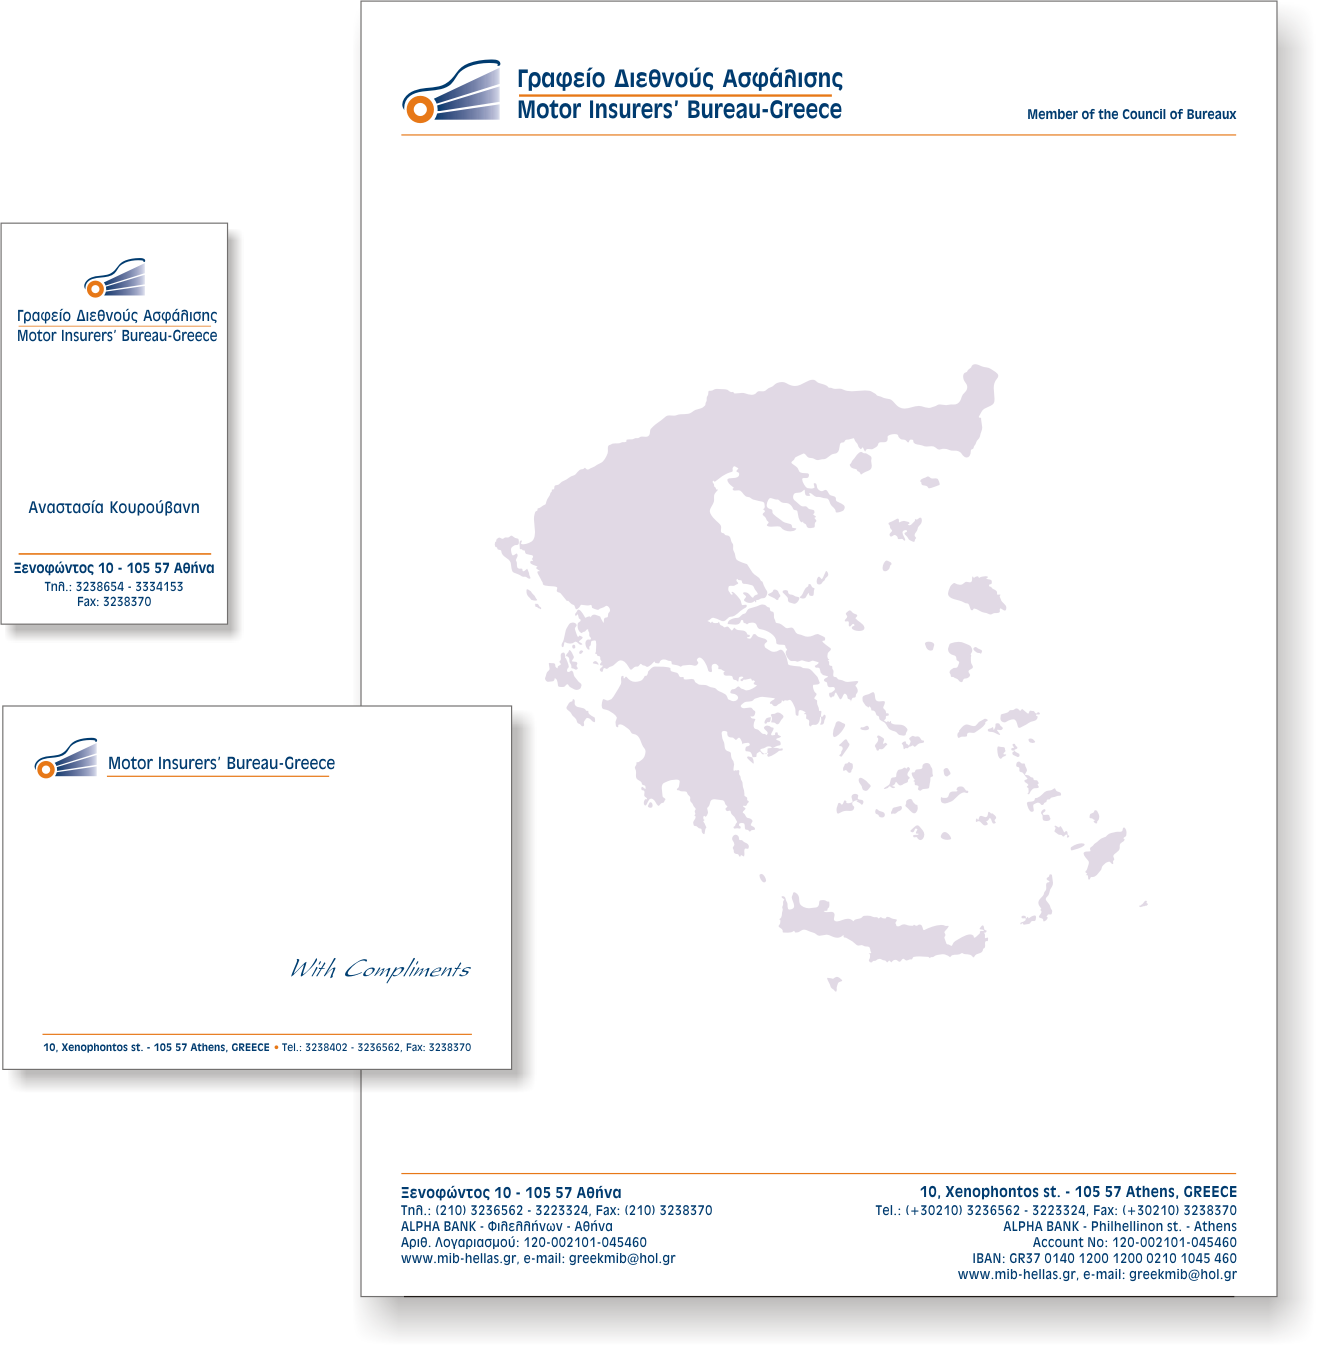 Γραφείο Διεθνούς Ασφάλισης
Motor Insurers' Bureau-Greece
Member of the Council of Bureaux
Γραφείο Διεθνούς Ασφάλισης
Motor Insurers' Bureau-Greece
Αναστασία Κουρούβανη
Ξενοφώντος 10 - 105 57 Αθήνα
Τηλ.: 3238654 - 3334153
Fax: 3238370
Motor Insurers' Bureau-Greece
With Compliments
10, Xenophontos st. - 105 57 Athens, GREECE • Tel.: 3238402 - 3236562, Fax: 3238370
Ξενοφώντος 10 - 105 57 Αθήνα
Τηλ.: (210) 3236562 - 3223324, Fax: (210) 3238370
ALPHA BANK - Φιλελλήνων - Αθήνα
Αριθ. Λογαριασμού: 120-002101-045460
www.mib-hellas.gr, e-mail: greekmib@hol.gr
10, Xenophontos st. - 105 57 Athens, GREECE
Tel.: (+30210) 3236562 - 3223324, Fax: (+30210) 3238370
ALPHA BANK - Philhellinon st. - Athens
Account No: 120-002101-045460
IBAN: GR37 0140 1200 1200 0210 1045 460
www.mib-hellas.gr, e-mail: greekmib@hol.gr